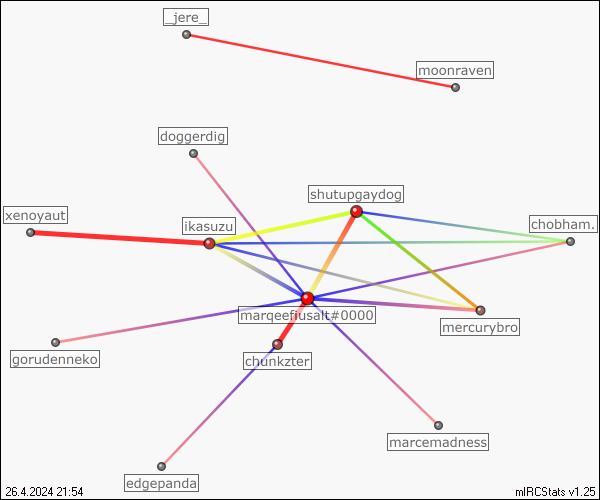 _jere_
moonraven
doggerdig
shutupgaydog
xenoyaut
ikasuzu
chobham.
marqeefiusalt#0000
mercurybro
gorudenneko
chunkzter
marcemadness
edgepanda
26.4.2024 21:54
mIRCStats v1.25